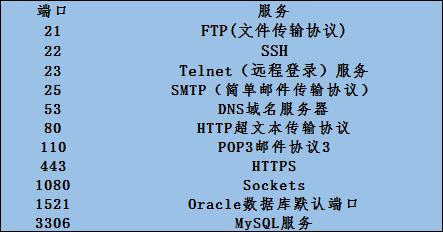 端口 服务
21 FTP(文件传输协议)
22 SSH
23 Telnet（远程登录）服务
25 SMTP（简单邮件传输协议）
53 DNS域名服务器
80 HTTP超文本传输协议
110 POP3邮件协议3
443 HTTPS
1080 Sockets
1521 Oracle数据库默认端口
3306 MySQL服务